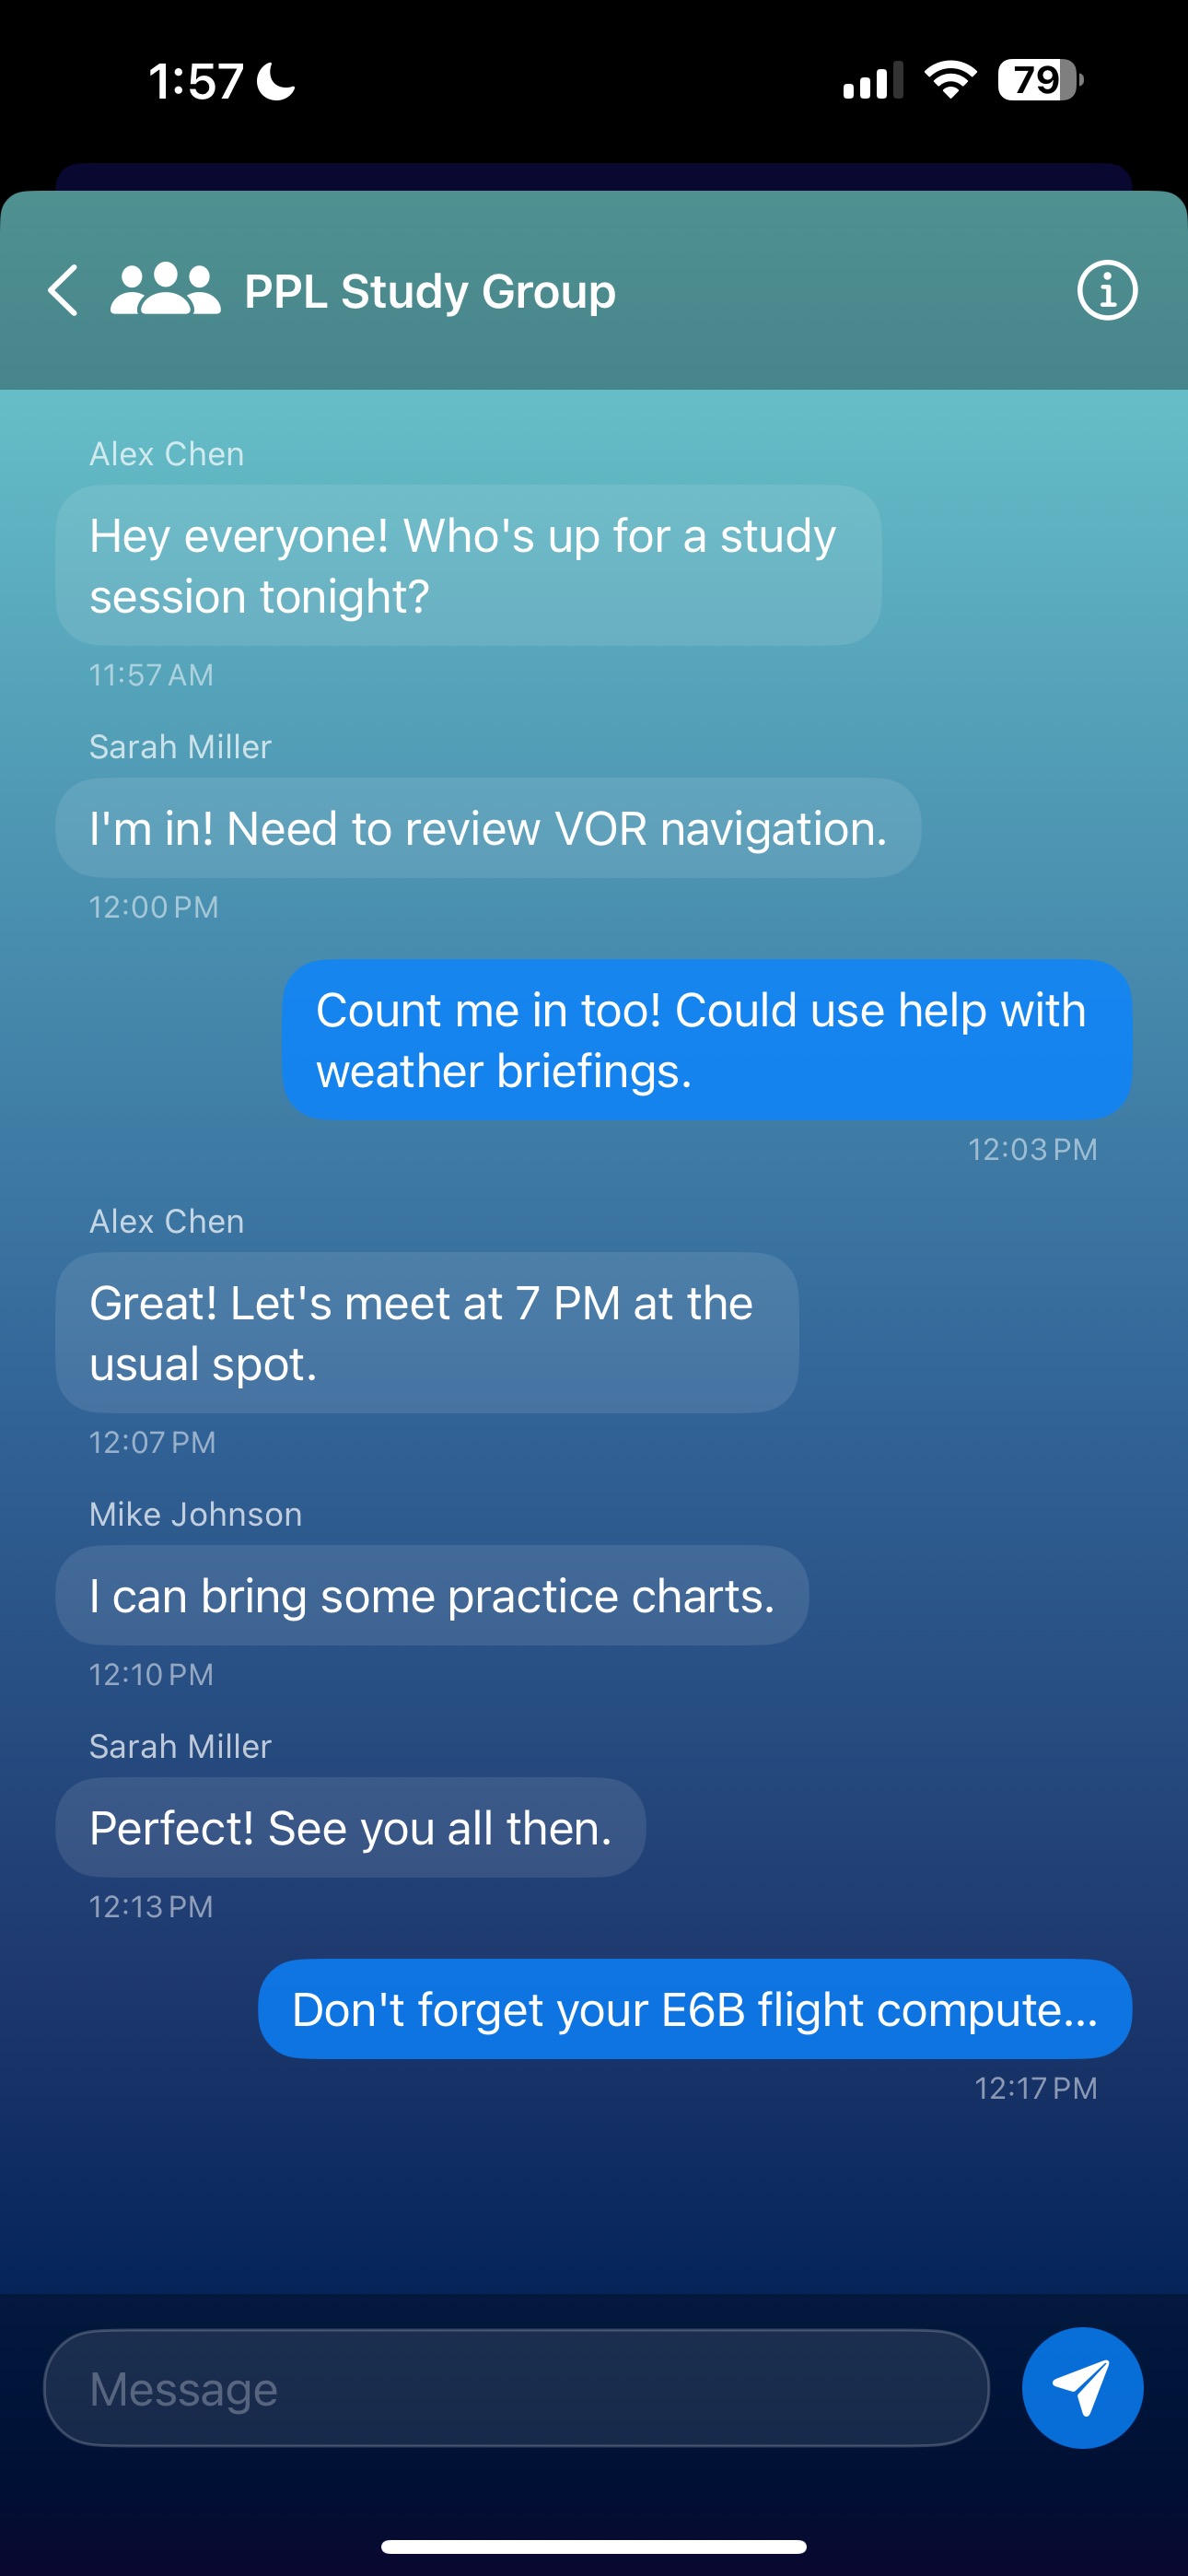 1:57
79
PPL Study Group
Alex Chen
Hey everyone! Who's up for a study
session tonight?
11:57 AM
Sarah Miller
I'm in! Need to review VOR navigation.
12:00 PM
Count me in too! Could use help with
weather briefings.
12:03 PM
Alex Chen
Great! Let's meet at 7 PM at the
usual spot.
12:07 PM
Mike Johnson
I can bring some practice charts.
12:10 PM
Sarah Miller
Perfect! See you all then.
12:13 PM
Don't forget your E6B flight compute...
12:17 PM
Message